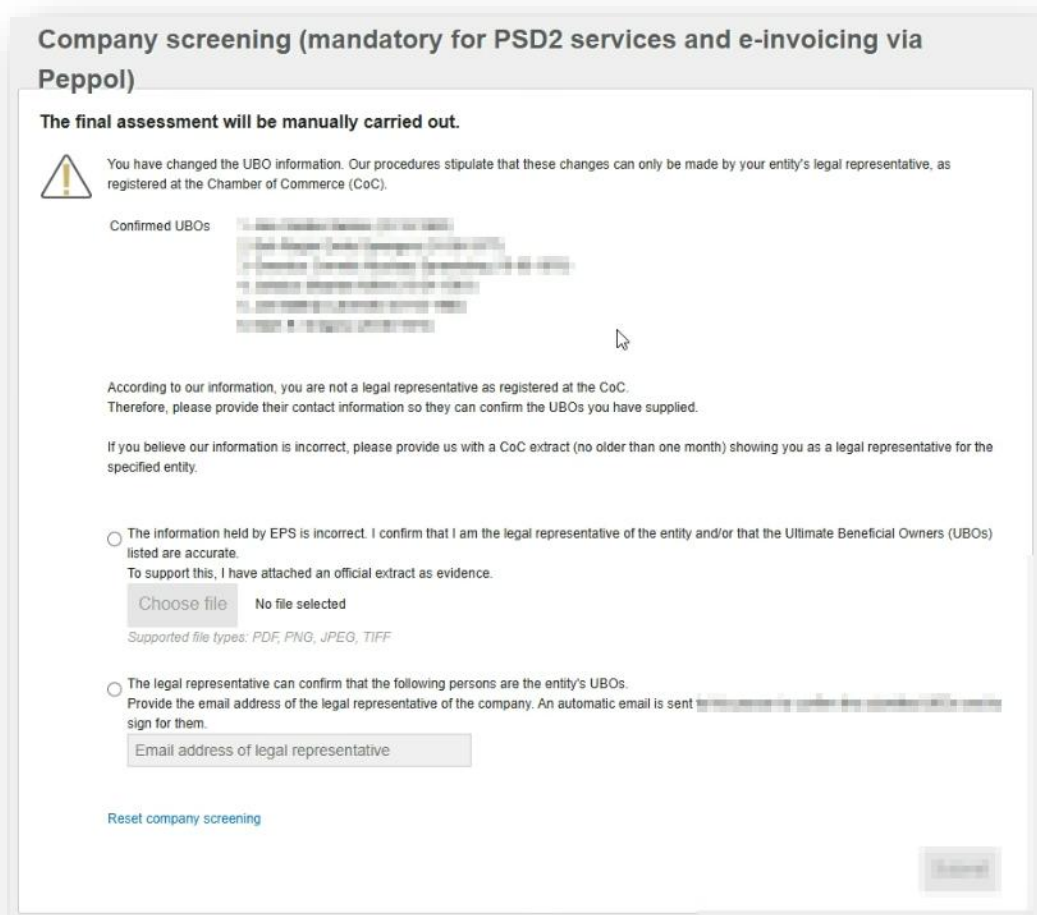 Company screening (mandatory for PSD2 services and e-invoicing via
Peppol)
The final assessment will be manually carried out.
You have changed the UBO information. Our procedures stipulate that these changes can only be made by your entity's legal representative, as
registered at the Chamber of Commerce (CoC).
Confirmed UBOs
According to our information, you are not a legal representative as registered at the CoC.
Therefore, please provide their contact information so they can confirm the UBOs you have supplied.
If you believe our information is incorrect, please provide us with a CoC extract (no older than one month) showing you as a legal representative for the
specified entity.
The information held by EPS is incorrect. I confirm that I am the legal representative of the entity and/or that the Ultimate Beneficial Owners (UBOs)
listed are accurate.
To support this, I have attached an official extract as evidence.
Choose file No file selected
Supported file types: PDF, PNG, JPEG, TIFF
The legal representative can confirm that the following persons are the entity's UBOs.
Provide the email address of the legal representative of the company. An automatic email is sent
sign for them.
Email address of legal representative
Reset company screening